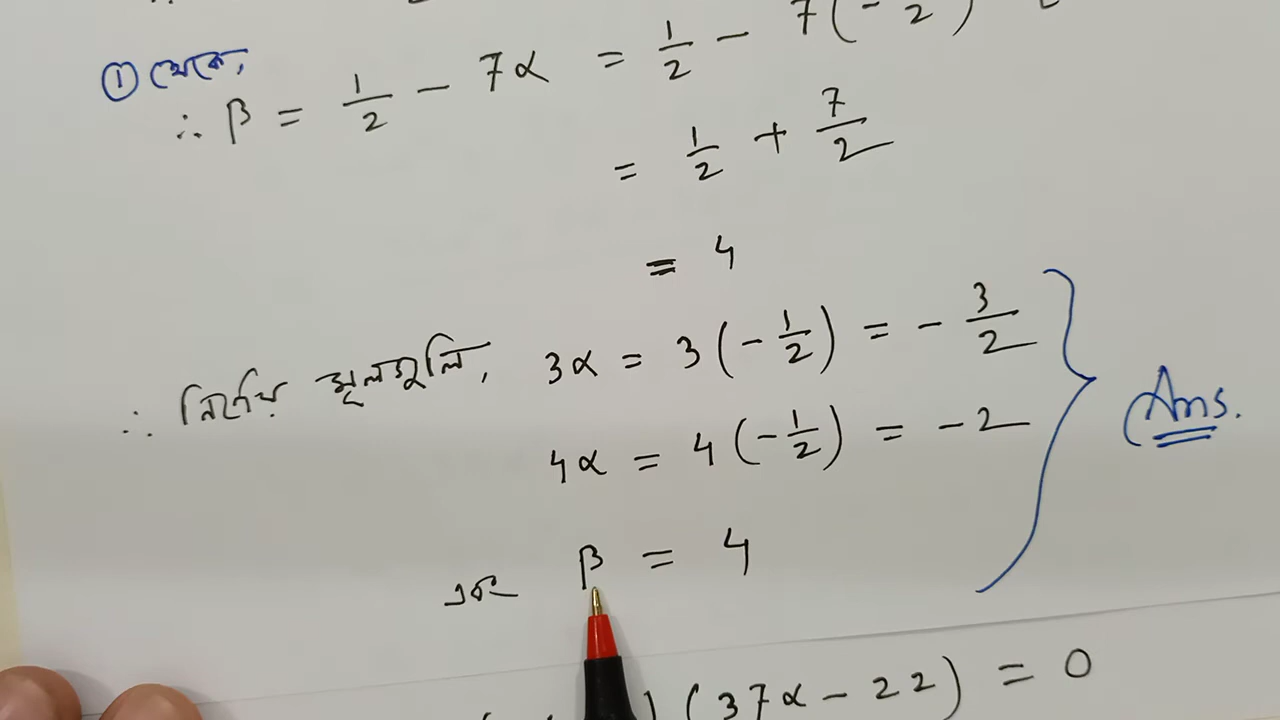 ① থেকে,
∴ β = 1/2 − 7α = 1/2 − 7(−1/2)
= 1/2 + 7/2
= 4
∴ নির্ণেয় মূলগুলি, 3α = 3(−1/2) = −3/2
4α = 4(−1/2) = −2
এবং β = 4
Ans.
)(37α − 22) = 0